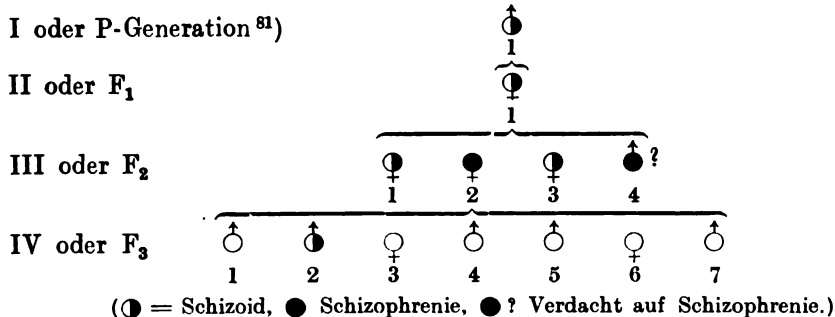 I oder P-Generation ⁸¹)
1
II oder F₁
1
III oder F₂
?
1 2 3 4
IV oder F₃
1 2 3 4 5 6 7
(◑ = Schizoid, ● Schizophrenie, ●? Verdacht auf Schizophrenie.)